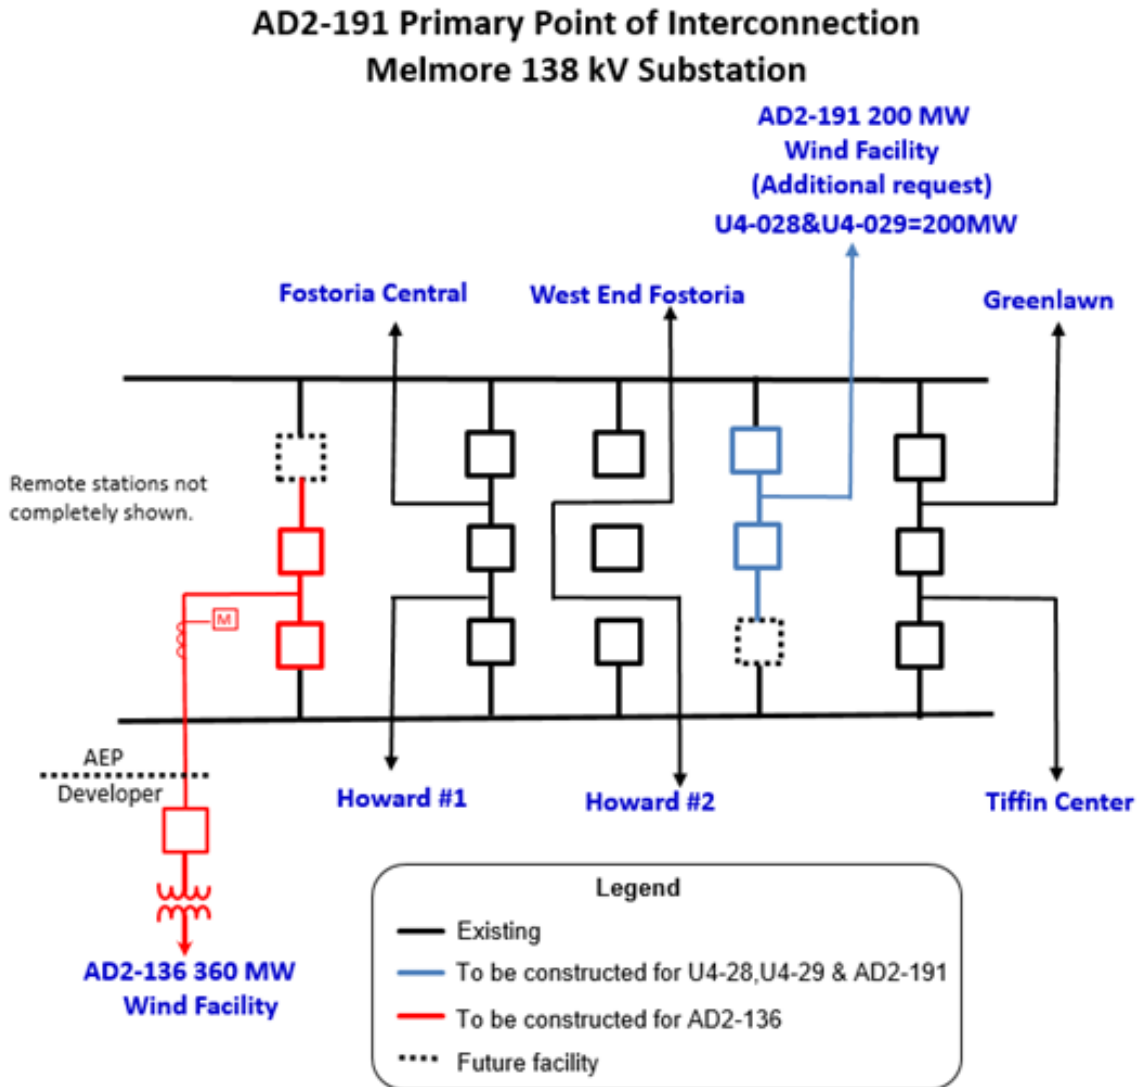 AD2-191 Primary Point of Interconnection
Melmore 138 kV Substation
AD2-191 200 MW
Wind Facility
(Additional request)
U4-028&U4-029=200MW
Fostoria Central
West End Fostoria
Greenlawn
Remote stations not
completely shown.
M
AEP
Developer
Howard #1
Howard #2
Tiffin Center
AD2-136 360 MW
Wind Facility
Legend
Existing
To be constructed for U4-28,U4-29 & AD2-191
To be constructed for AD2-136
Future facility